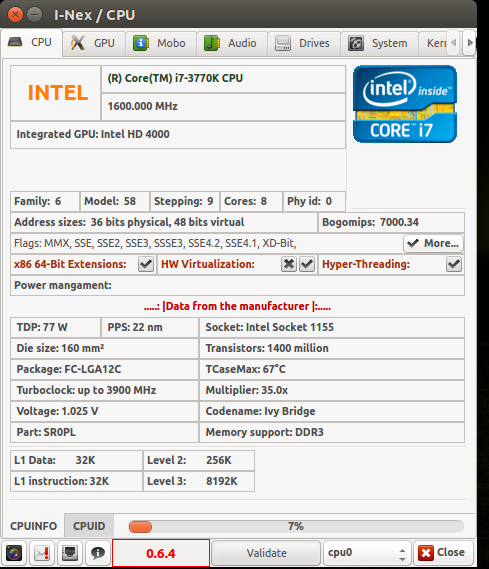 I-Nex / CPU
CPU GPU Mobo Audio Drives System Kern
INTEL
(R) Core(TM) i7-3770K CPU
1600.000 MHz
Integrated GPU: Intel HD 4000
intel inside™
CORE i7
Family: 6 Model: 58 Stepping: 9 Cores: 8 Phy id: 0
Address sizes: 36 bits physical, 48 bits virtual Bogomips: 7000.34
Flags: MMX, SSE, SSE2, SSE3, SSSE3, SSE4.2, SSE4.1, XD-Bit, More...
x86 64-Bit Extensions: HW Virtualization: Hyper-Threading:
Power mangament:
.....: |Data from the manufacturer |:.....
TDP: 77 W PPS: 22 nm Socket: Intel Socket 1155
Die size: 160 mm² Transistors: 1400 million
Package: FC-LGA12C TCaseMax: 67°C
Turboclock: up to 3900 MHz Multiplier: 35.0x
Voltage: 1.025 V Codename: Ivy Bridge
Part: SR0PL Memory support: DDR3
L1 Data: 32K Level 2: 256K
L1 instruction: 32K Level 3: 8192K
CPUINFO CPUID 7%
0.6.4 Validate cpu0 Close